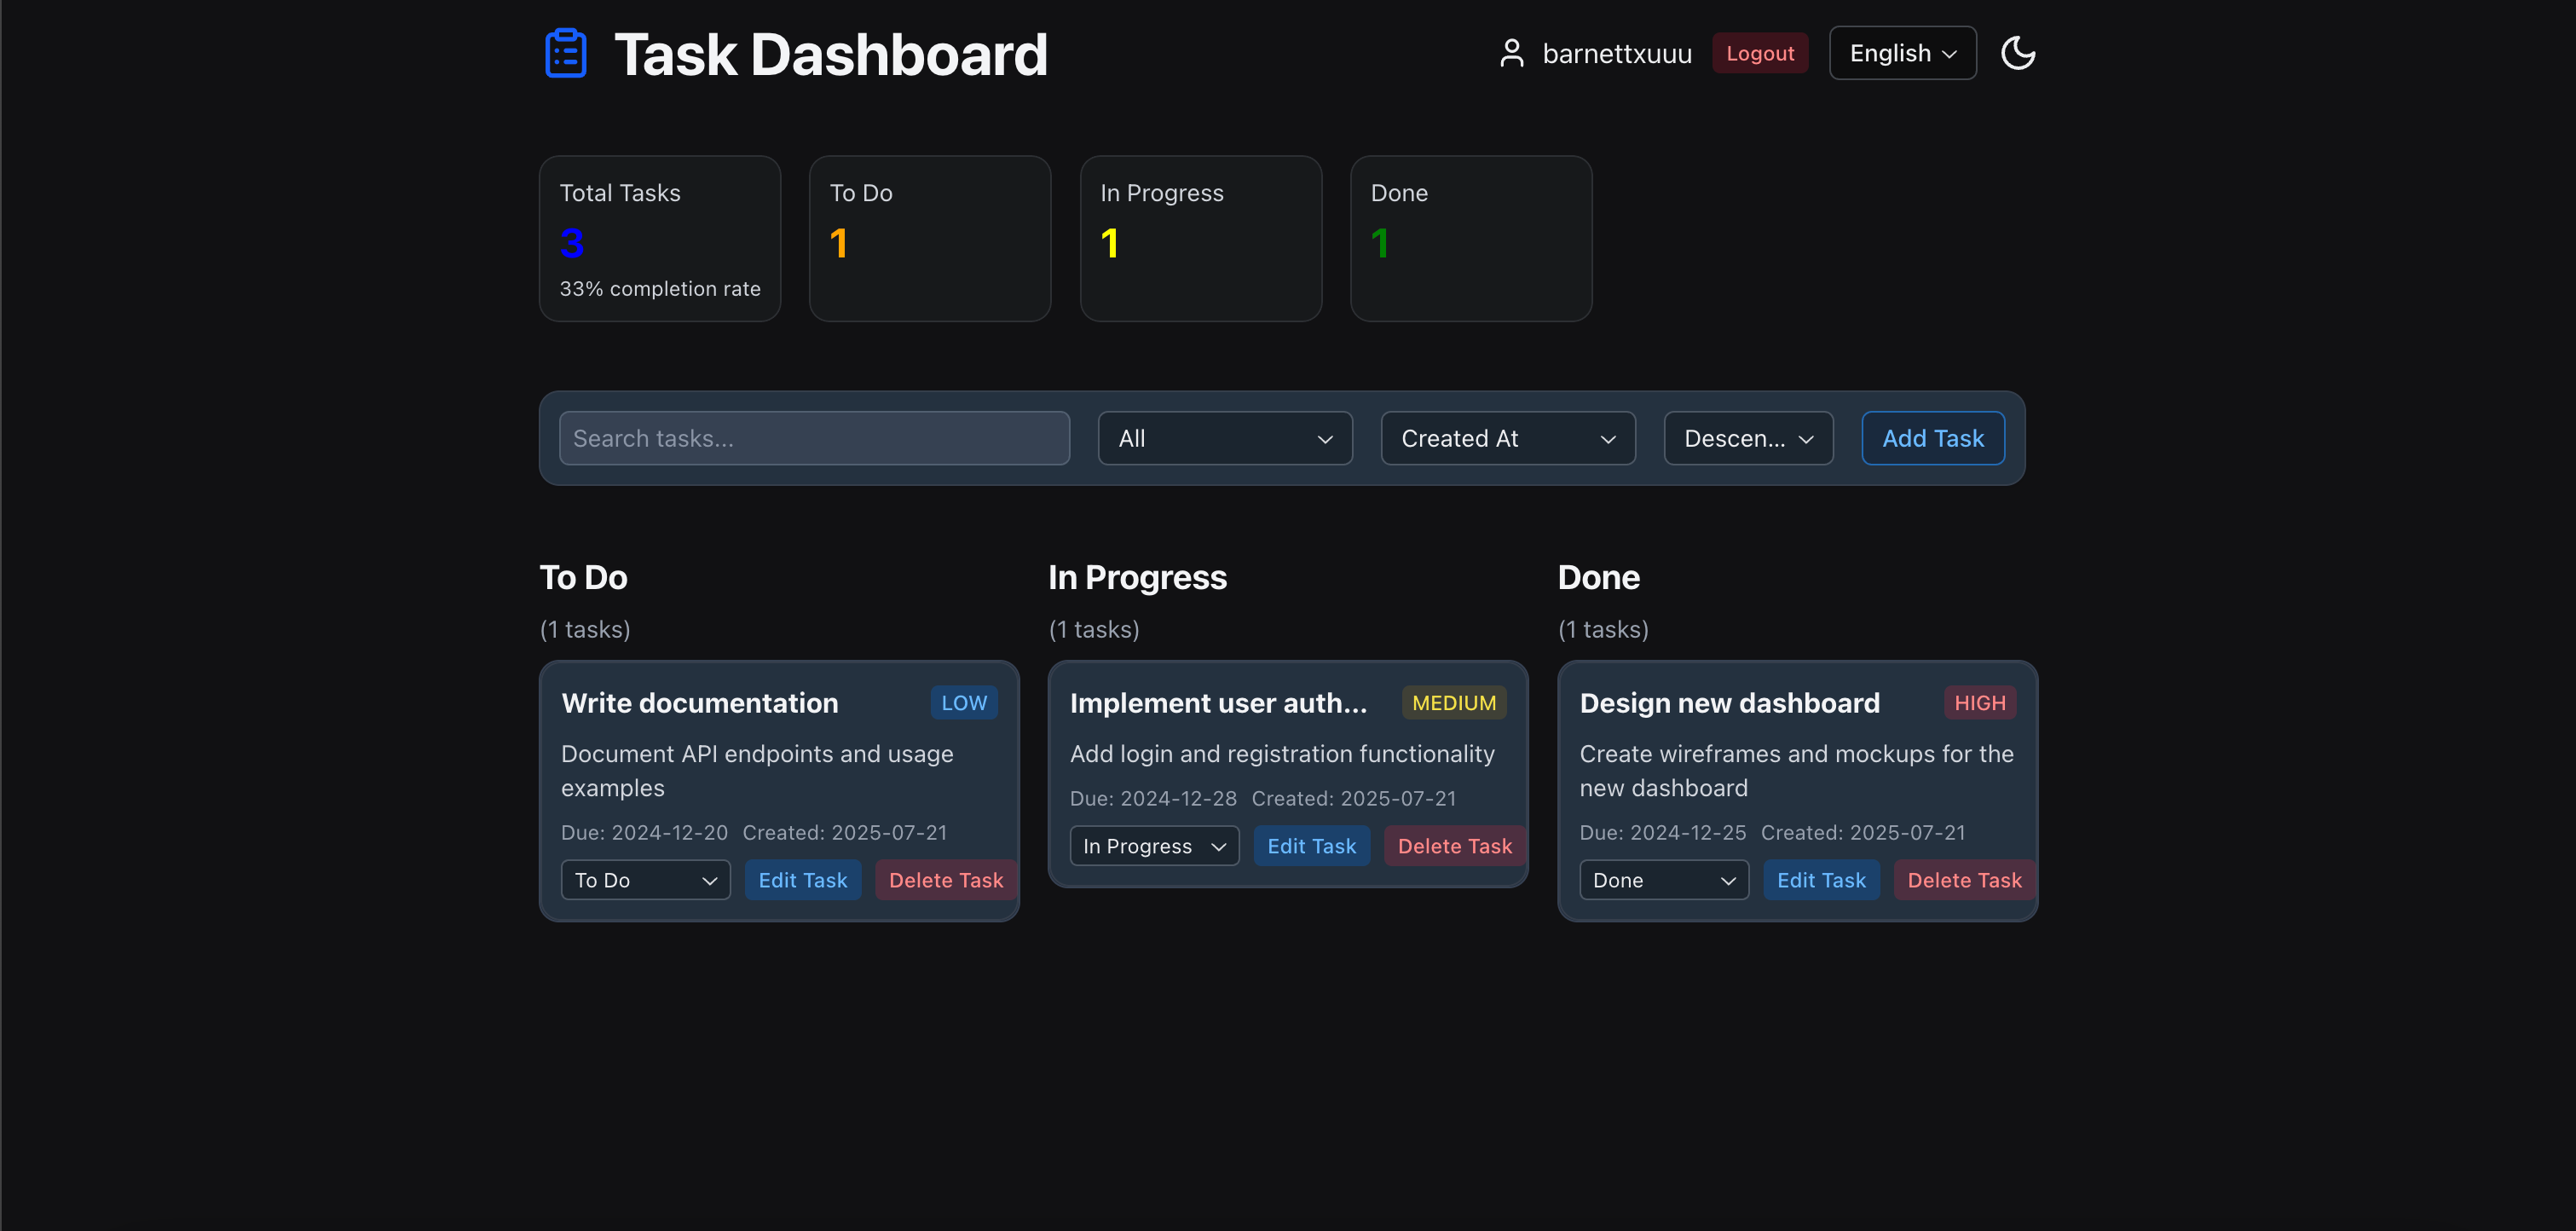 Task Dashboard
barnettxuuu
Logout
English
Total Tasks
3
33% completion rate
To Do
1
In Progress
1
Done
1
Search tasks...
All
Created At
Descen...
Add Task
To Do
(1 tasks)
Write documentation
LOW
Document API endpoints and usage
examples
Due: 2024-12-20 Created: 2025-07-21
To Do
Edit Task
Delete Task
In Progress
(1 tasks)
Implement user auth...
MEDIUM
Add login and registration functionality
Due: 2024-12-28 Created: 2025-07-21
In Progress
Edit Task
Delete Task
Done
(1 tasks)
Design new dashboard
HIGH
Create wireframes and mockups for the
new dashboard
Due: 2024-12-25 Created: 2025-07-21
Done
Edit Task
Delete Task